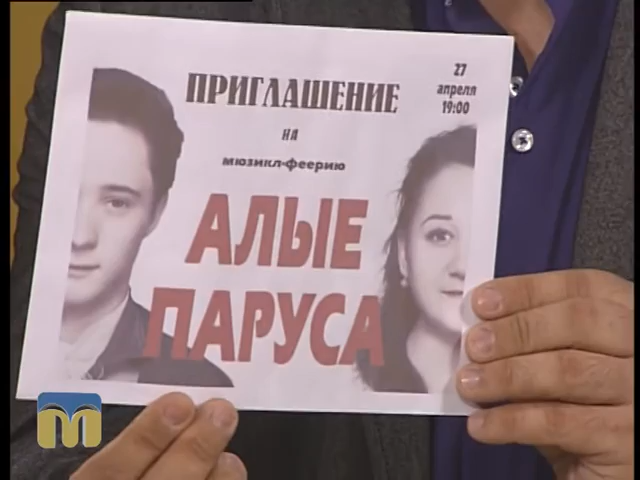 ПРИГЛАШЕНИЕ
на
мюзикл-феерию
АЛЫЕ
ПАРУСА
27
апреля
19:00
М